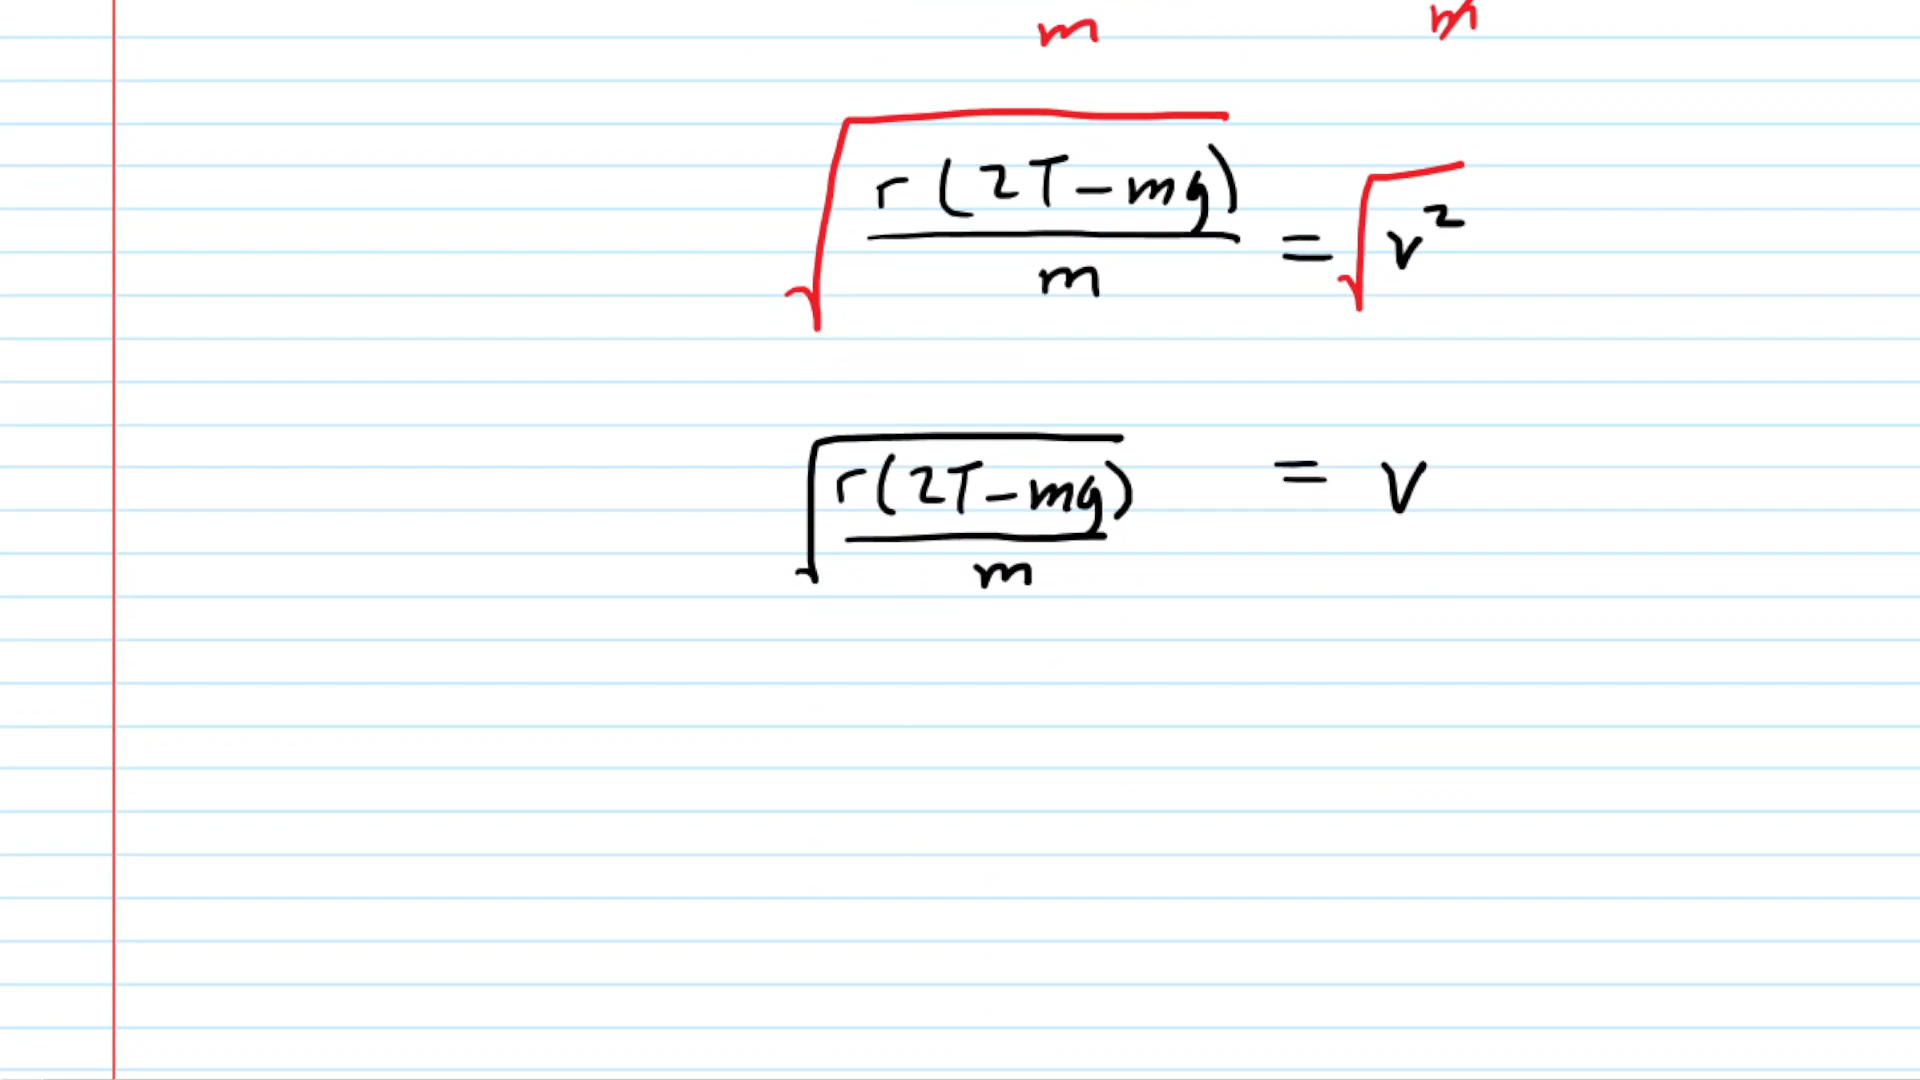 m m
√(r(2T-mg)/m) = √v²
√(r(2T-mg)/m) = v